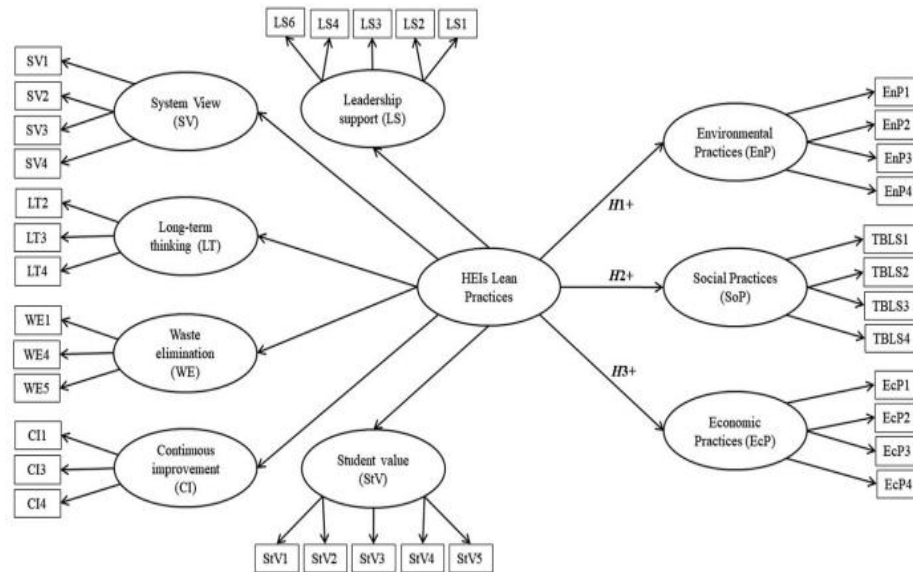 LS6
LS4
LS3
LS2
LS1
SV1
SV2
SV3
SV4
System View
(SV)
Leadership
support (LS)
EnP1
EnP2
EnP3
EnP4
Environmental
Practices (EnP)
H1+
LT2
LT3
LT4
Long-term
thinking (LT)
HEIs Lean
Practices
H2+
Social Practices
(SoP)
TBLS1
TBLS2
TBLS3
TBLS4
WE1
WE4
WE5
Waste
elimination
(WE)
H3+
Economic
Practices (EcP)
EcP1
EcP2
EcP3
EcP4
CI1
CI3
CI4
Continuous
improvement
(CI)
Student value
(StV)
StV1
StV2
StV3
StV4
StV5